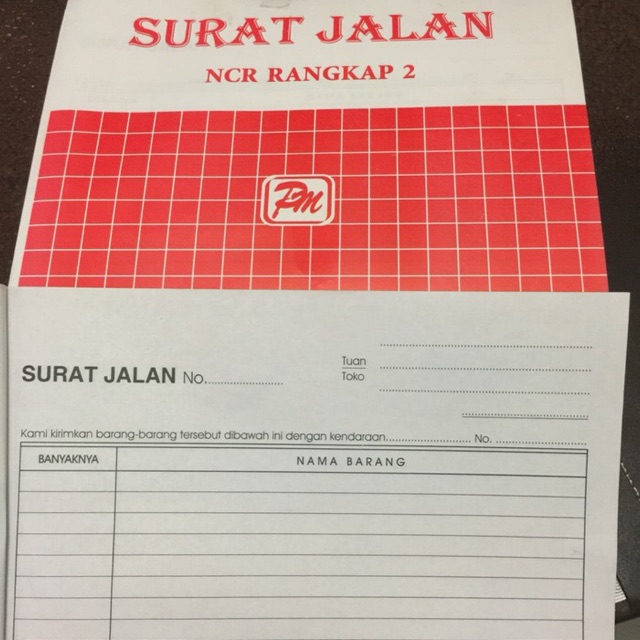 SURAT JALAN
NCR RANGKAP 2
PM
SURAT JALAN No.......................
Tuan
Toko
Kami kirimkan barang-barang tersebut dibawah ini dengan kendaraan........................ No. ..........................
BANYAKNYA NAMA BARANG